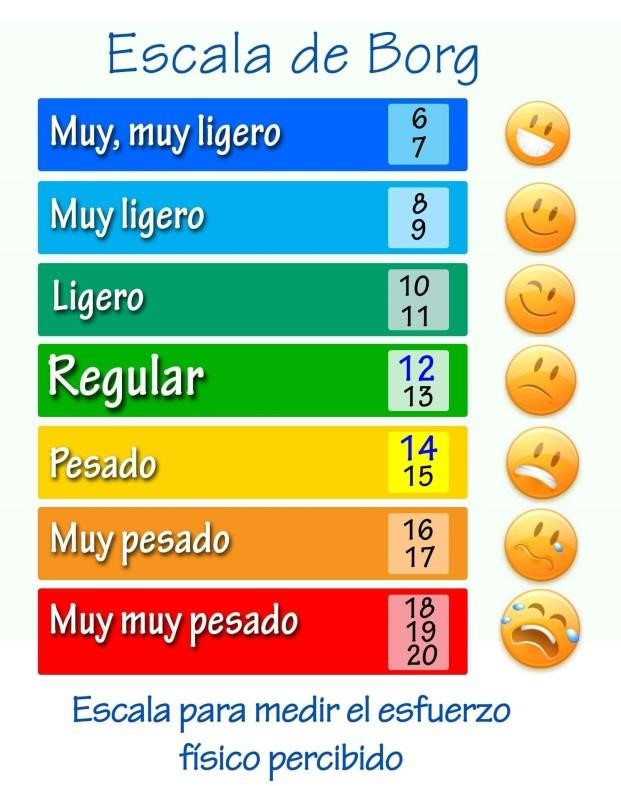 Escala de Borg
Muy, muy ligero
6
7
Muy ligero
8
9
Ligero
10
11
Regular
12
13
Pesado
14
15
Muy pesado
16
17
Muy muy pesado
18
19
20
Escala para medir el esfuerzo
físico percibido